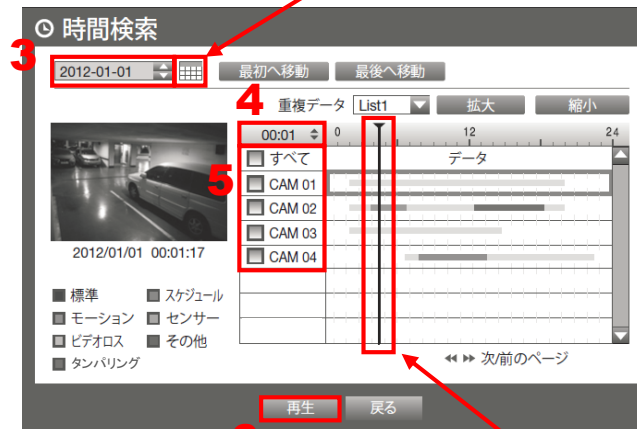 時間検索
3
2012-01-01
最初へ移動 最後へ移動
4
重複データ List1 拡大 縮小
00:01 0 12 24
すべて データ
5
CAM 01
CAM 02
CAM 03
CAM 04
2012/01/01 00:01:17
標準 スケジュール
モーション センサー
ビデオロス その他
タンパリング
次/前のページ
再生 戻る